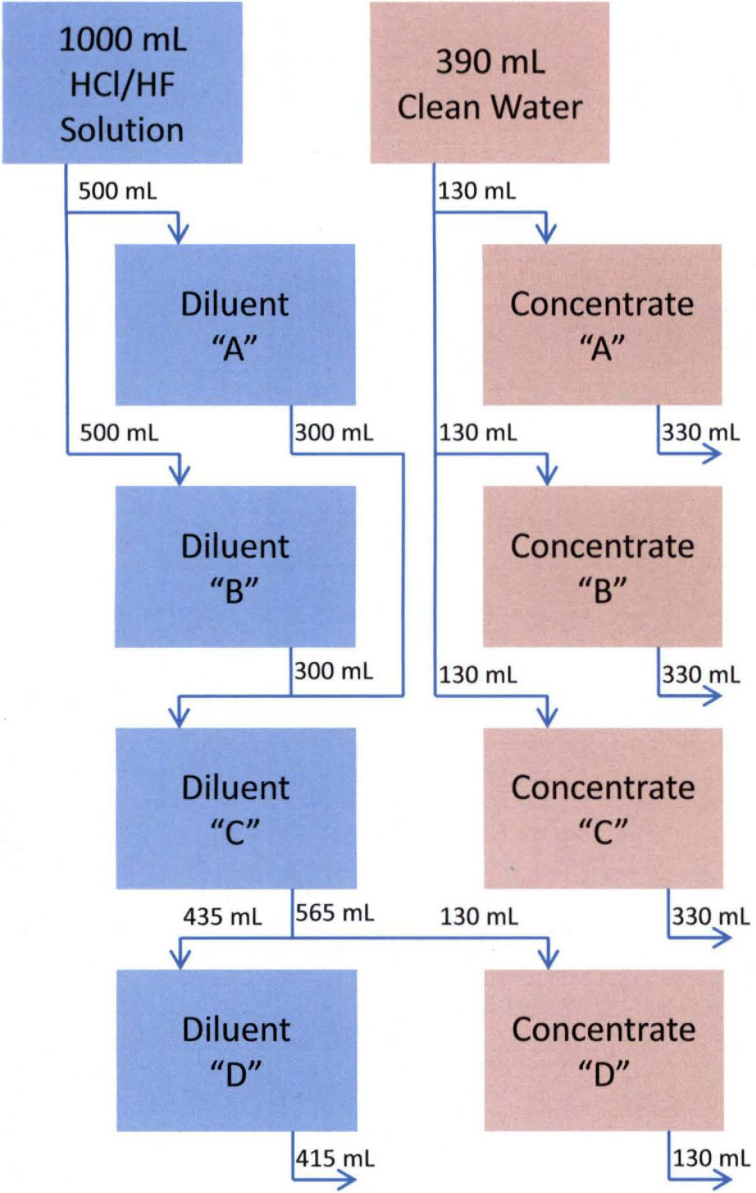 1000 mL
HCl/HF
Solution
390 mL
Clean Water
500 mL
130 mL
Diluent
“A”
Concentrate
“A”
500 mL
300 mL
130 mL
330 mL
Diluent
“B”
Concentrate
“B”
300 mL
130 mL
330 mL
Diluent
“C”
Concentrate
“C”
435 mL
565 mL
130 mL
330 mL
Diluent
“D”
Concentrate
“D”
415 mL
130 mL